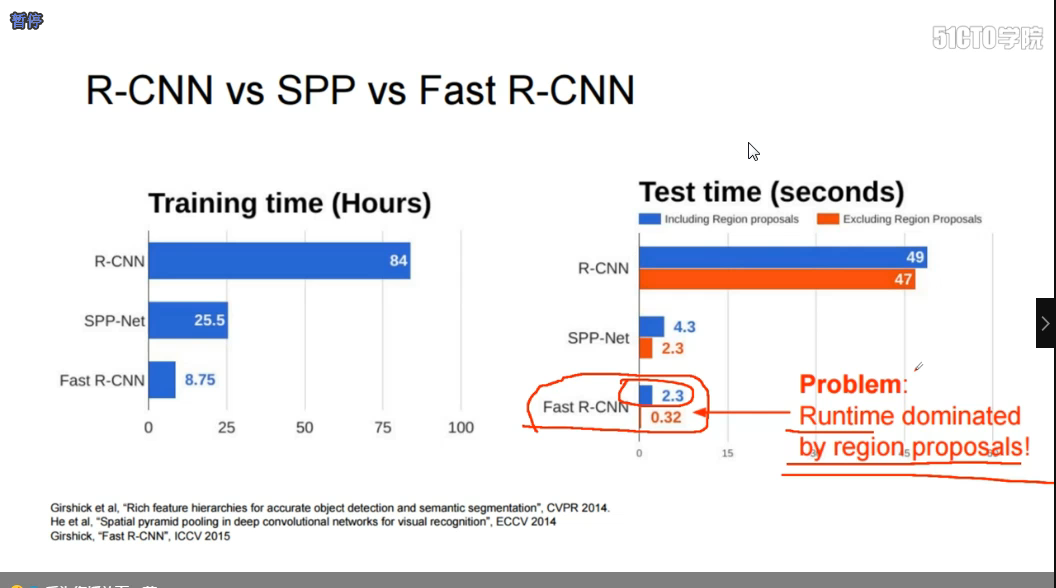 暂停
51CTO学院
R-CNN vs SPP vs Fast R-CNN
Training time (Hours)
R-CNN
84
SPP-Net
25.5
Fast R-CNN
8.75
0 25 50 75 100
Test time (seconds)
Including Region proposals Excluding Region Proposals
R-CNN
49
47
SPP-Net
4.3
2.3
Fast R-CNN
2.3
0.32
0 15
Problem:
Runtime dominated
by region proposals!
Girshick et al, “Rich feature hierarchies for accurate object detection and semantic segmentation”, CVPR 2014.
He et al, “Spatial pyramid pooling in deep convolutional networks for visual recognition”, ECCV 2014
Girshick, “Fast R-CNN”, ICCV 2015